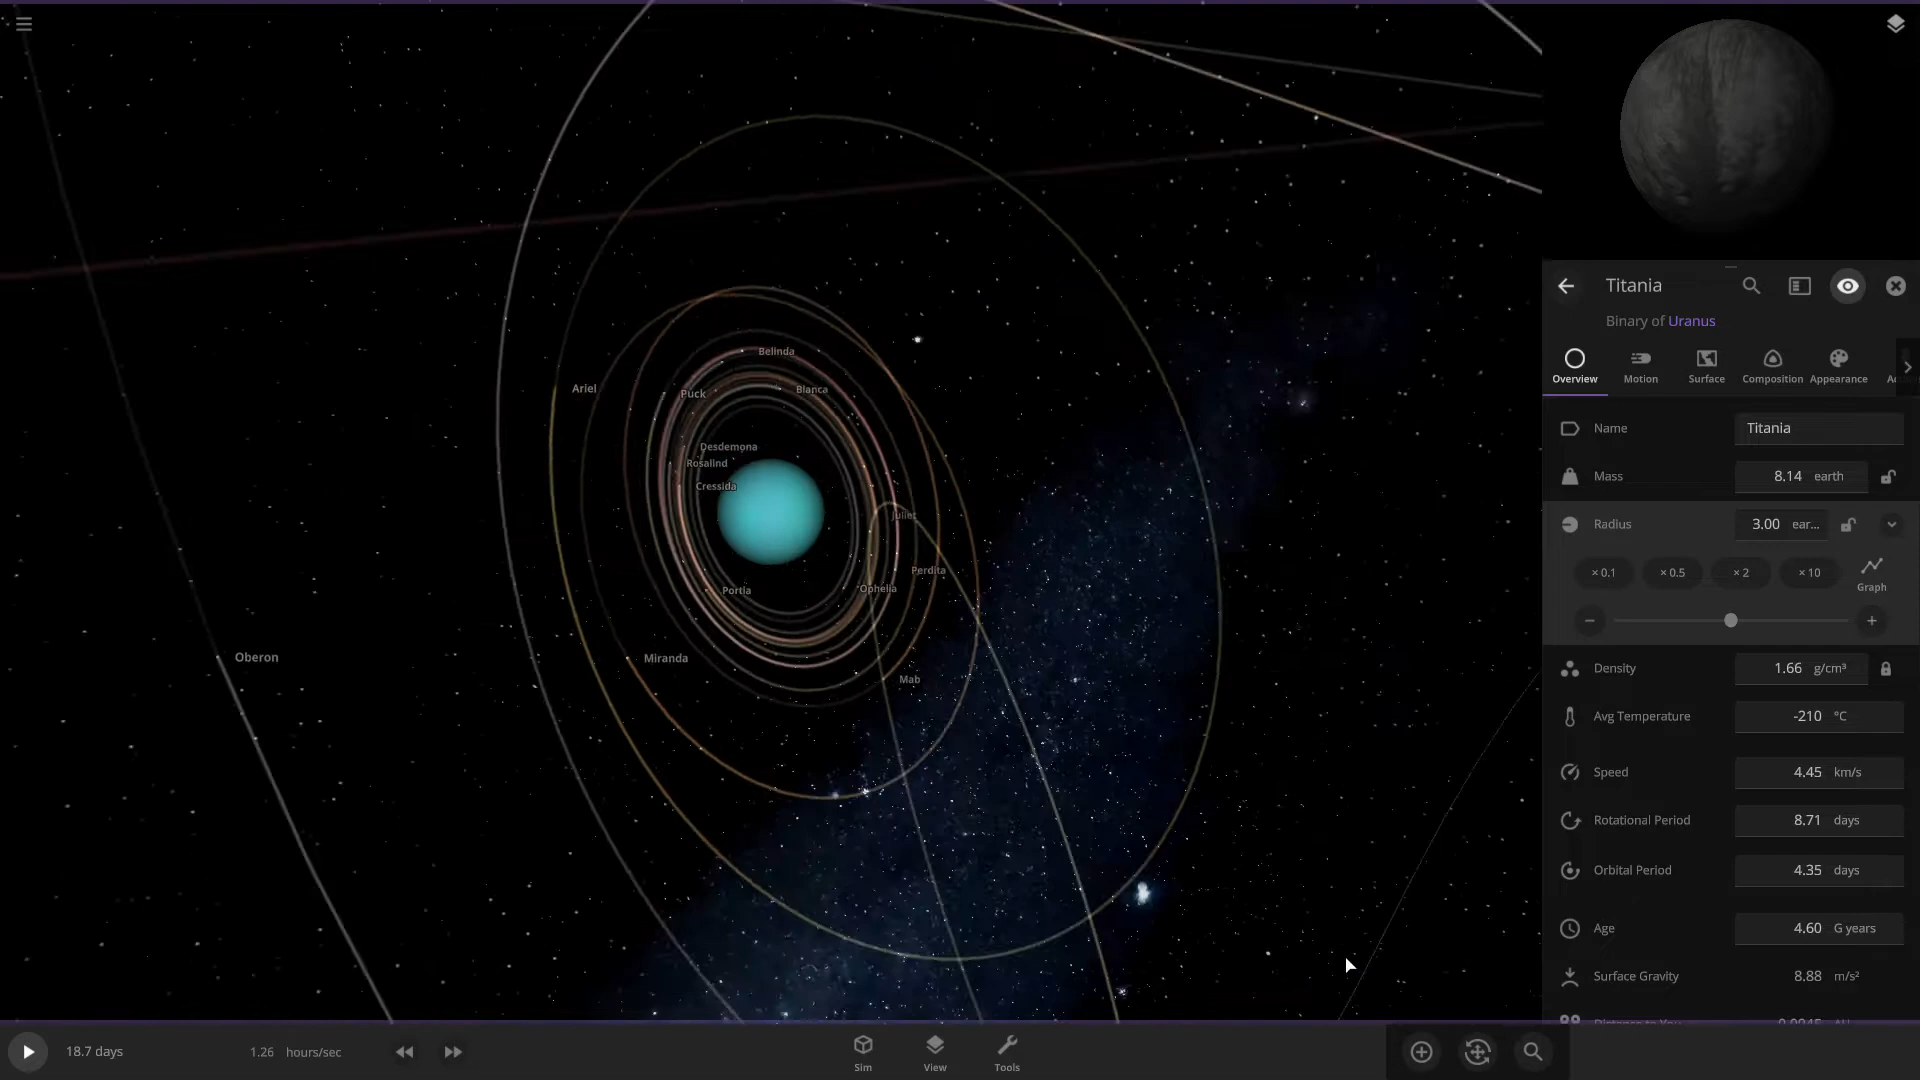 Titania
Binary of Uranus
Overview
Motion
Surface
Composition
Appearance
Name
Titania
Mass
8.14 earth
Radius
3.00 ear...
× 0.1
× 0.5
× 2
× 10
Graph
Density
1.66 g/cm³
Avg Temperature
-210 °C
Speed
4.45 km/s
Rotational Period
8.71 days
Orbital Period
4.35 days
Age
4.60 G years
Surface Gravity
8.88 m/s²
Belinda
Ariel
Puck
Blanca
Desdemona
Rosalind
Cressida
Juliet
Perdita
Portia
Ophelia
Oberon
Miranda
Mab
18.7 days
1.26 hours/sec
Sim
View
Tools